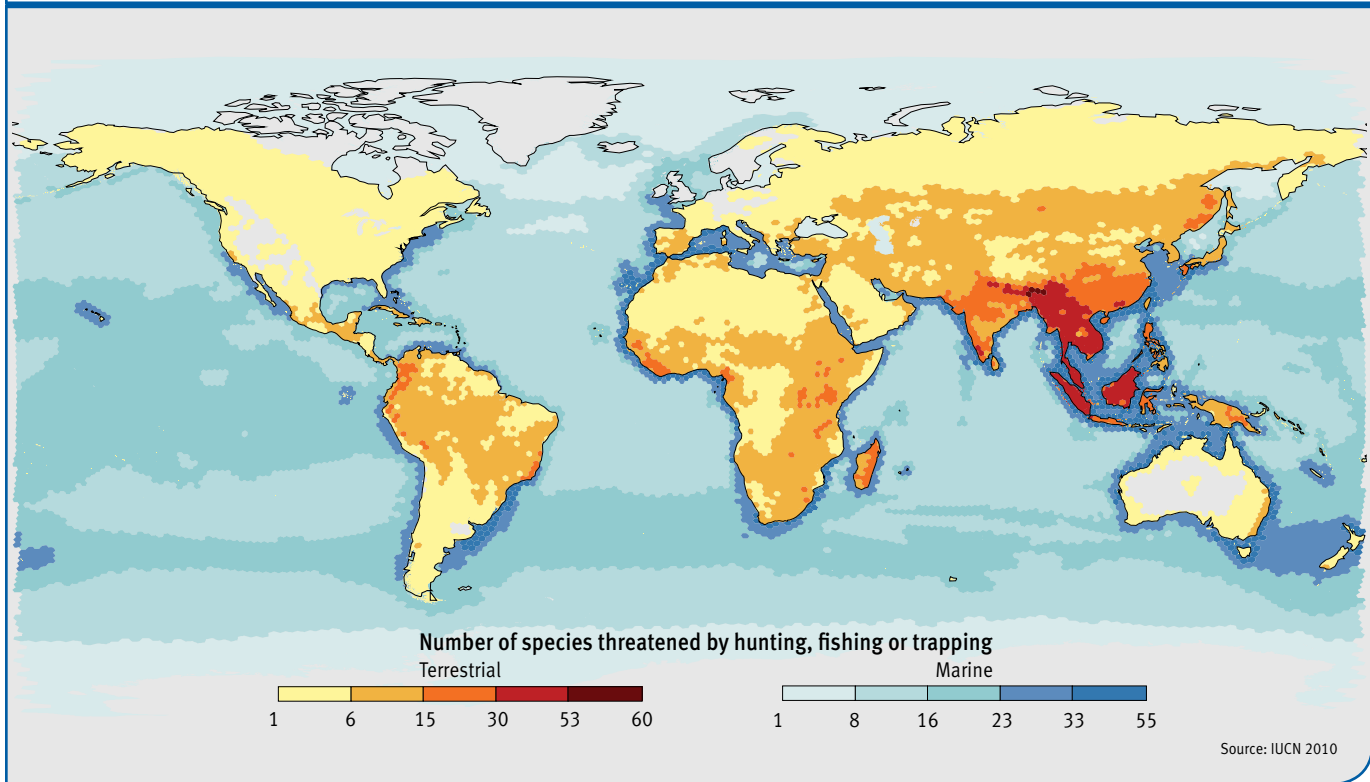 Number of species threatened by hunting, fishing or trapping
Terrestrial
1 6 15 30 53 60
Marine
1 8 16 23 33 55
Source: IUCN 2010